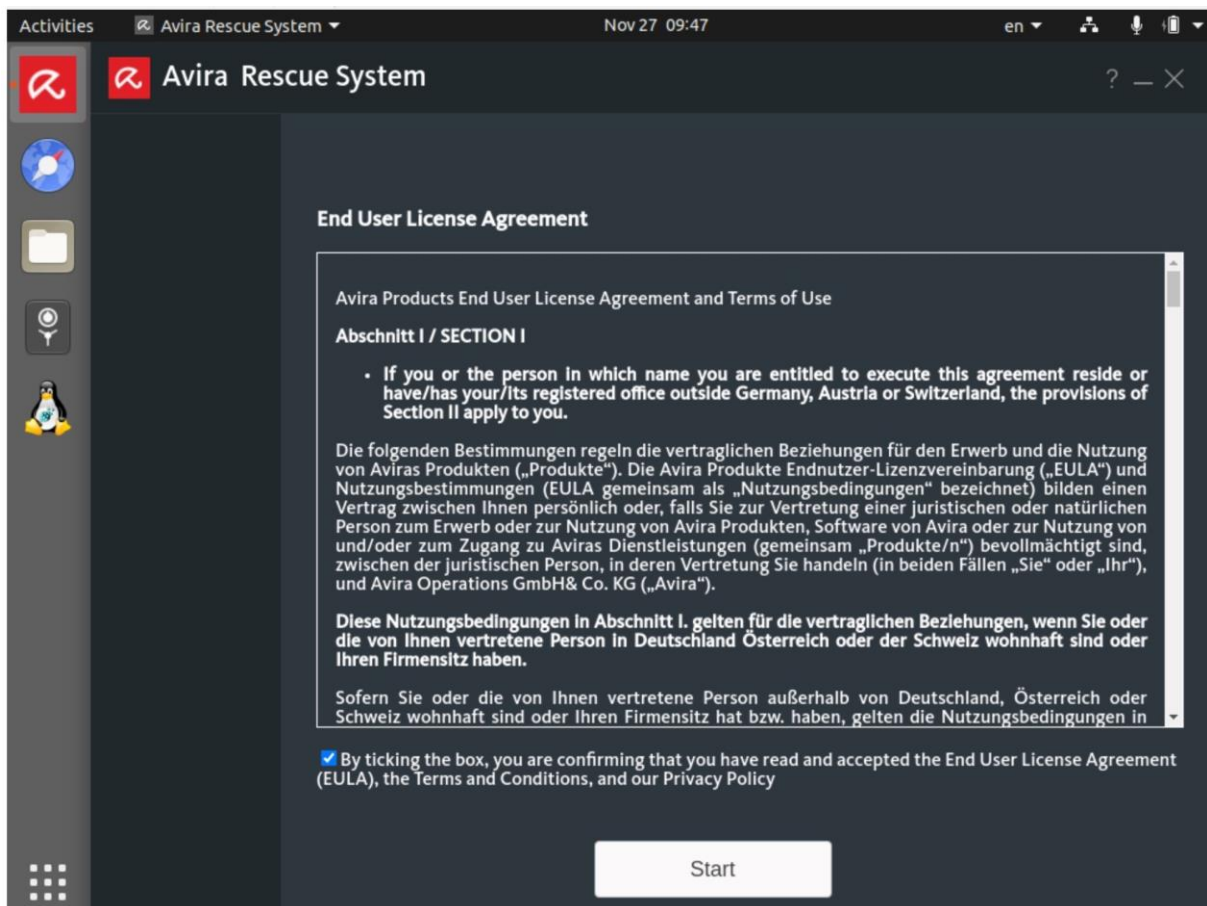 Activities Avira Rescue System Nov 27 09:47 en
Avira Rescue System ?
End User License Agreement
Avira Products End User License Agreement and Terms of Use
Abschnitt I / SECTION I
• If you or the person in which name you are entitled to execute this agreement reside or
have/has your/its registered office outside Germany, Austria or Switzerland, the provisions of
Section II apply to you.
Die folgenden Bestimmungen regeln die vertraglichen Beziehungen für den Erwerb und die Nutzung
von Aviras Produkten („Produkte“). Die Avira Produkte Endnutzer-Lizenzvereinbarung („EULA“) und
Nutzungsbestimmungen (EULA gemeinsam als „Nutzungsbedingungen“ bezeichnet) bilden einen
Vertrag zwischen Ihnen persönlich oder, falls Sie zur Vertretung einer juristischen oder natürlichen
Person zum Erwerb oder zur Nutzung von Avira Produkten, Software von Avira oder zur Nutzung von
und/oder zum Zugang zu Aviras Dienstleistungen (gemeinsam „Produkte/n“) bevollmächtigt sind,
zwischen der juristischen Person, in deren Vertretung Sie handeln (in beiden Fällen „Sie“ oder „Ihr“),
und Avira Operations GmbH& Co. KG („Avira“).
Diese Nutzungsbedingungen in Abschnitt I. gelten für die vertraglichen Beziehungen, wenn Sie oder
die von Ihnen vertretene Person in Deutschland Österreich oder der Schweiz wohnhaft sind oder
Ihren Firmensitz haben.
Sofern Sie oder die von Ihnen vertretene Person außerhalb von Deutschland, Österreich oder
Schweiz wohnhaft sind oder Ihren Firmensitz hat bzw. haben, gelten die Nutzungsbedingungen in
By ticking the box, you are confirming that you have read and accepted the End User License Agreement
(EULA), the Terms and Conditions, and our Privacy Policy
Start